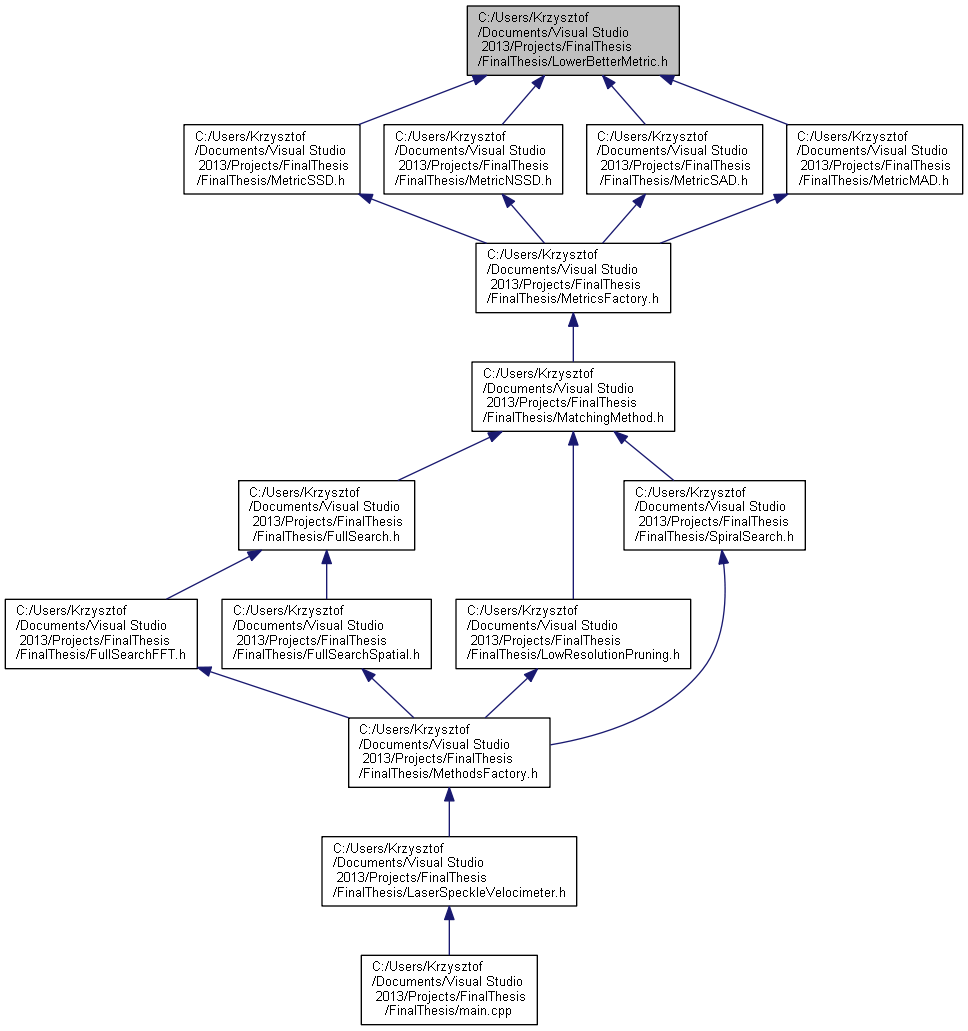 C:/Users/Krzysztof
/Documents/Visual Studio
2013/Projects/FinalThesis
/FinalThesis/LowerBetterMetric.h
C:/Users/Krzysztof
/Documents/Visual Studio
2013/Projects/FinalThesis
/FinalThesis/MetricSSD.h
C:/Users/Krzysztof
/Documents/Visual Studio
2013/Projects/FinalThesis
/FinalThesis/MetricNSSD.h
C:/Users/Krzysztof
/Documents/Visual Studio
2013/Projects/FinalThesis
/FinalThesis/MetricSAD.h
C:/Users/Krzysztof
/Documents/Visual Studio
2013/Projects/FinalThesis
/FinalThesis/MetricMAD.h
C:/Users/Krzysztof
/Documents/Visual Studio
2013/Projects/FinalThesis
/FinalThesis/MetricsFactory.h
C:/Users/Krzysztof
/Documents/Visual Studio
2013/Projects/FinalThesis
/FinalThesis/MatchingMethod.h
C:/Users/Krzysztof
/Documents/Visual Studio
2013/Projects/FinalThesis
/FinalThesis/FullSearch.h
C:/Users/Krzysztof
/Documents/Visual Studio
2013/Projects/FinalThesis
/FinalThesis/SpiralSearch.h
C:/Users/Krzysztof
/Documents/Visual Studio
2013/Projects/FinalThesis
/FinalThesis/FullSearchFFT.h
C:/Users/Krzysztof
/Documents/Visual Studio
2013/Projects/FinalThesis
/FinalThesis/FullSearchSpatial.h
C:/Users/Krzysztof
/Documents/Visual Studio
2013/Projects/FinalThesis
/FinalThesis/LowResolutionPruning.h
C:/Users/Krzysztof
/Documents/Visual Studio
2013/Projects/FinalThesis
/FinalThesis/MethodsFactory.h
C:/Users/Krzysztof
/Documents/Visual Studio
2013/Projects/FinalThesis
/FinalThesis/LaserSpeckleVelocimeter.h
C:/Users/Krzysztof
/Documents/Visual Studio
2013/Projects/FinalThesis
/FinalThesis/main.cpp